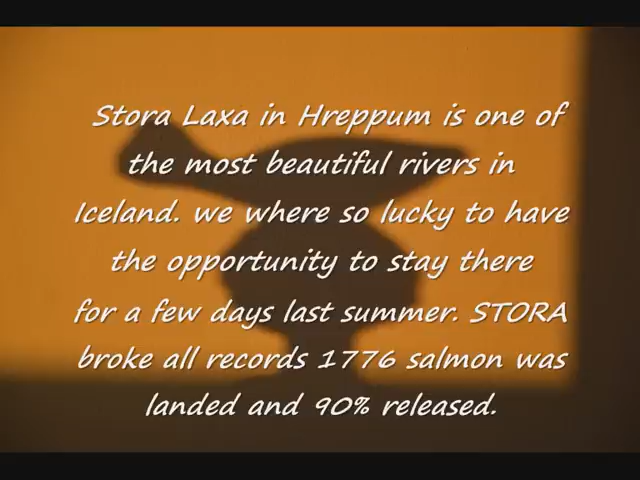 Stora Laxa in Hreppum is one of
the most beautiful rivers in
Iceland. we where so lucky to have
the opportunity to stay there
for a few days last summer. STORA
broke all records 1776 salmon was
landed and 90% released.